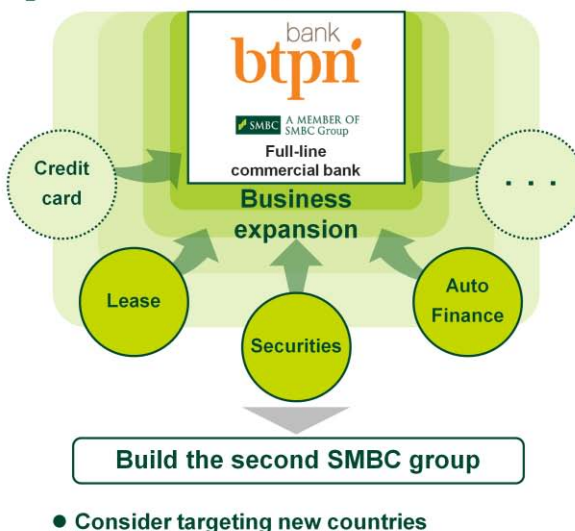 bank
btpn
SMBC A MEMBER OF
SMBC Group
Full-line
commercial bank
Credit
card
. . .
Business
expansion
Lease
Auto
Finance
Securities
Build the second SMBC group
● Consider targeting new countries